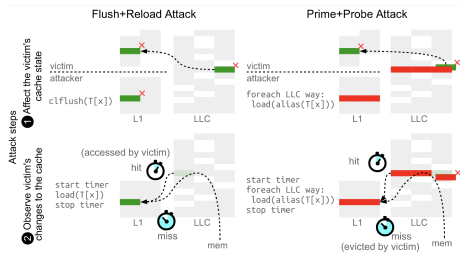 Flush+Reload Attack
Prime+Probe Attack
Attack steps
1 Affect the victim's
cache state
victim
attacker
clflush(T[x])
L1
LLC
victim
attacker
foreach LLC way:
load(alias(T[x]))
L1
LLC
2 Observe victim's
changes to the cache
(accessed by victim)
hit
start timer
load(T[x])
stop timer
L1
LLC
miss
mem
hit
start timer
foreach LLC way:
load(alias(T[x]))
stop timer
L1
LLC
miss
(evicted by victim)
mem